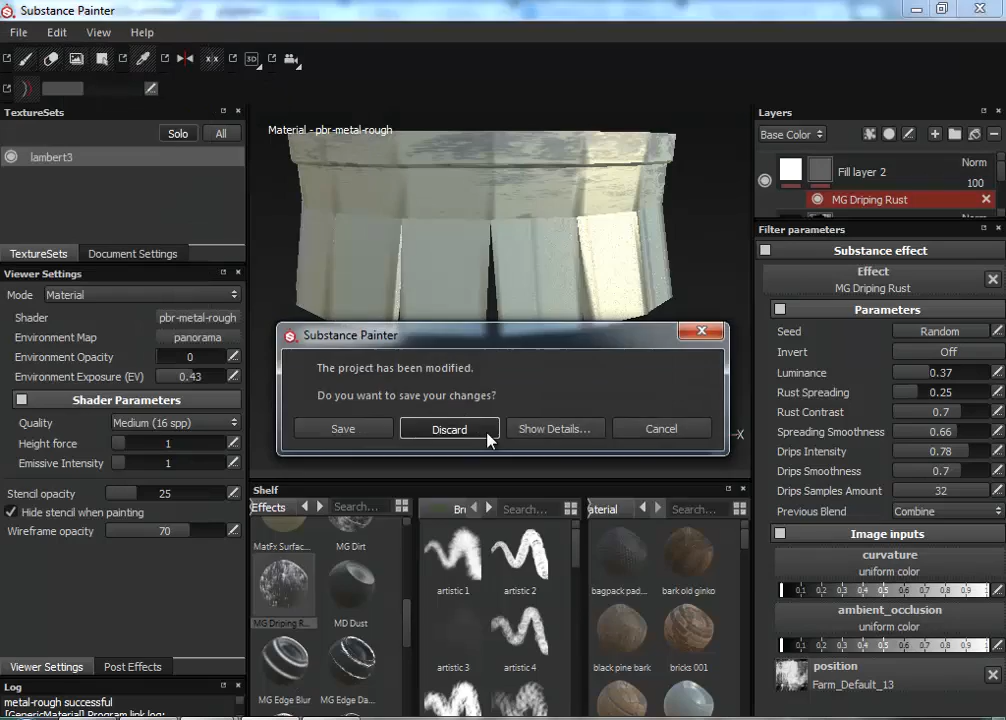 Substance Painter
File Edit View Help
TextureSets
Solo All
lambert3
TextureSets Document Settings
Viewer Settings
Mode Material
Shader pbr-metal-rough
Environment Map panorama
Environment Opacity 0
Environment Exposure (EV) 0.43
Shader Parameters
Quality Medium (16 spp)
Height force 1
Emissive Intensity 1
Stencil opacity 25
Hide stencil when painting
Wireframe opacity 70
Viewer Settings Post Effects
Log
metal-rough successful
[GenericMaterial] Program link log:
3D
Material - pbr-metal-rough
Substance Painter
The project has been modified.
Do you want to save your changes?
Save Discard Show Details... Cancel
X
Shelf
Effects Search...
MatFx Surfac... MG Dirt
MG Driping R... MD Dust
MG Edge Blur MG Edge Da...
Br Search...
artistic 1 artistic 2
artistic 3 artistic 4
aterial Search...
bagpack pad... bark old ginko
black pine bark bricks 001
Layers
Base Color
Fill layer 2 Norm
100
MG Driping Rust
Filter parameters
Substance effect
Effect
MG Driping Rust
Parameters
Seed Random
Invert Off
Luminance 0.37
Rust Spreading 0.25
Rust Contrast 0.7
Spreading Smoothness 0.66
Drips Intensity 0.78
Drips Smoothness 0.7
Drips Samples Amount 32
Previous Blend Combine
Image inputs
curvature
uniform color
0.1 0.2 0.3 0.4 0.5 0.6 0.7 0.8 0.9 1
ambient_occlusion
uniform color
0.1 0.2 0.3 0.4 0.5 0.6 0.7 0.8 0.9 1
position
Farm_Default_13